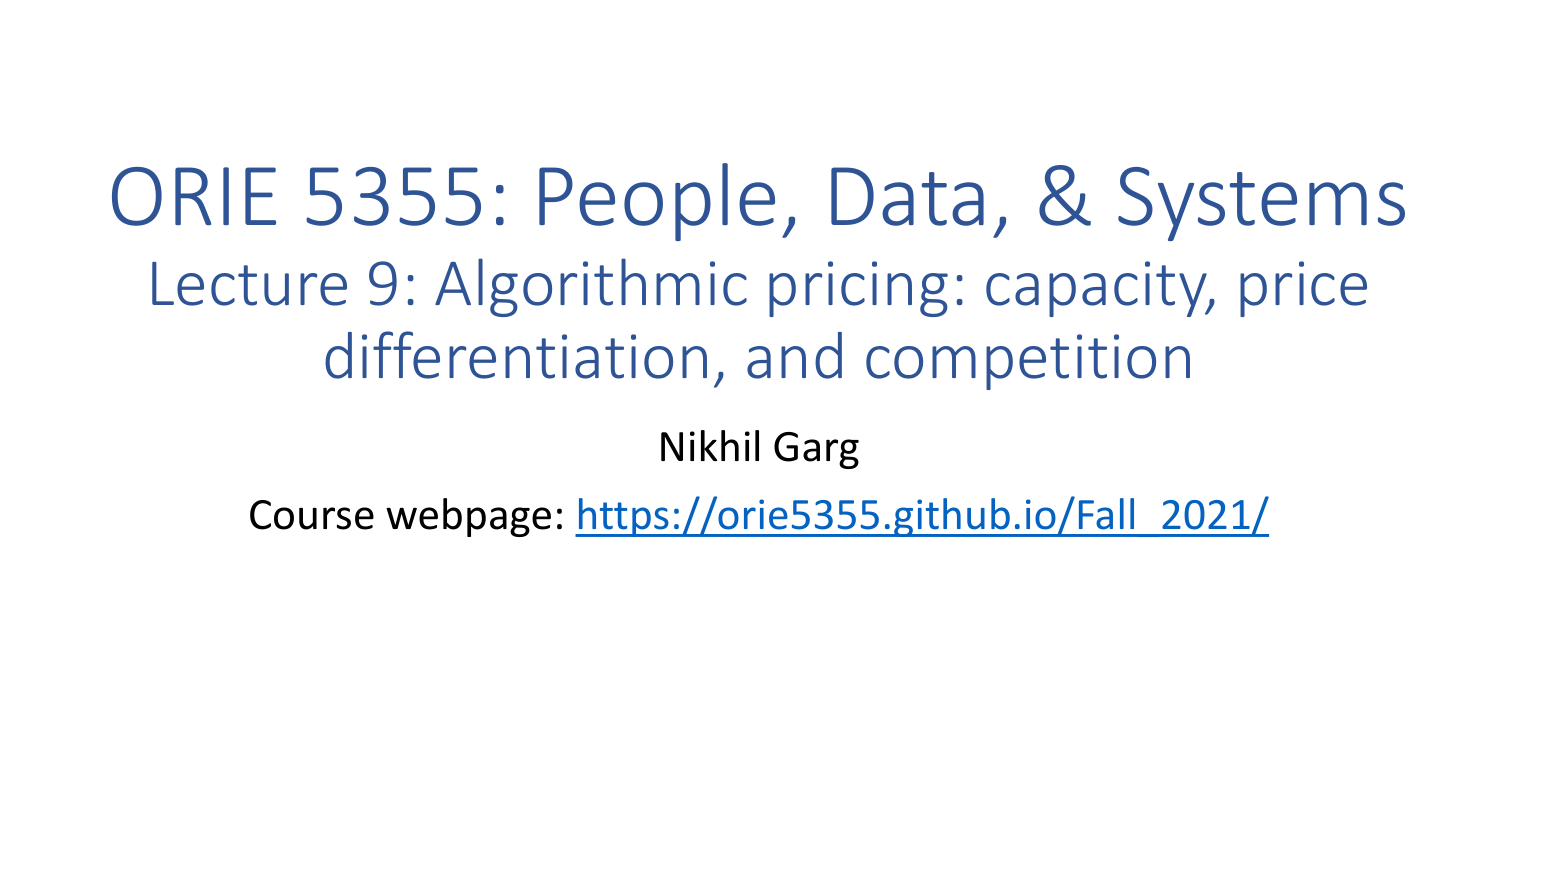 ORIE 5355: People, Data, & Systems
Lecture 9: Algorithmic pricing: capacity, price
differentiation, and competition
Nikhil Garg
Course webpage: https://orie5355.github.io/Fall_2021/